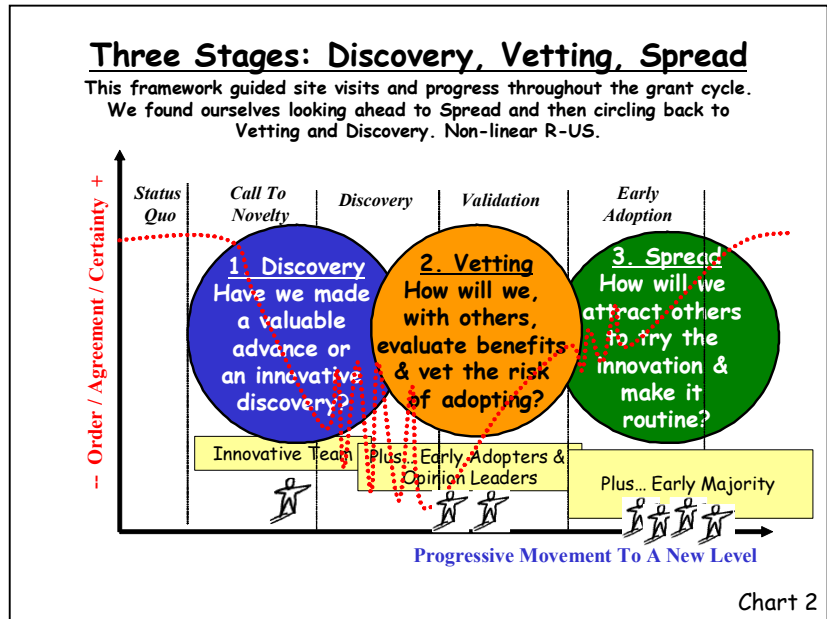 Three Stages: Discovery, Vetting, Spread
This framework guided site visits and progress throughout the grant cycle.
We found ourselves looking ahead to Spread and then circling back to
Vetting and Discovery. Non-linear R-US.
-- Order / Agreement / Certainty +
Status
Quo
Call To
Novelty
Discovery
Validation
Early
Adoption
1. Discovery
Have we made
a valuable
advance or
an innovative
discovery?
2. Vetting
How will we,
with others,
evaluate benefits
& vet the risk
of adopting?
3. Spread
How will we
attract others
to try the
innovation &
make it
routine?
Innovative Team
Plus... Early Adopters &
Opinion Leaders
Plus... Early Majority
Progressive Movement To A New Level
Chart 2